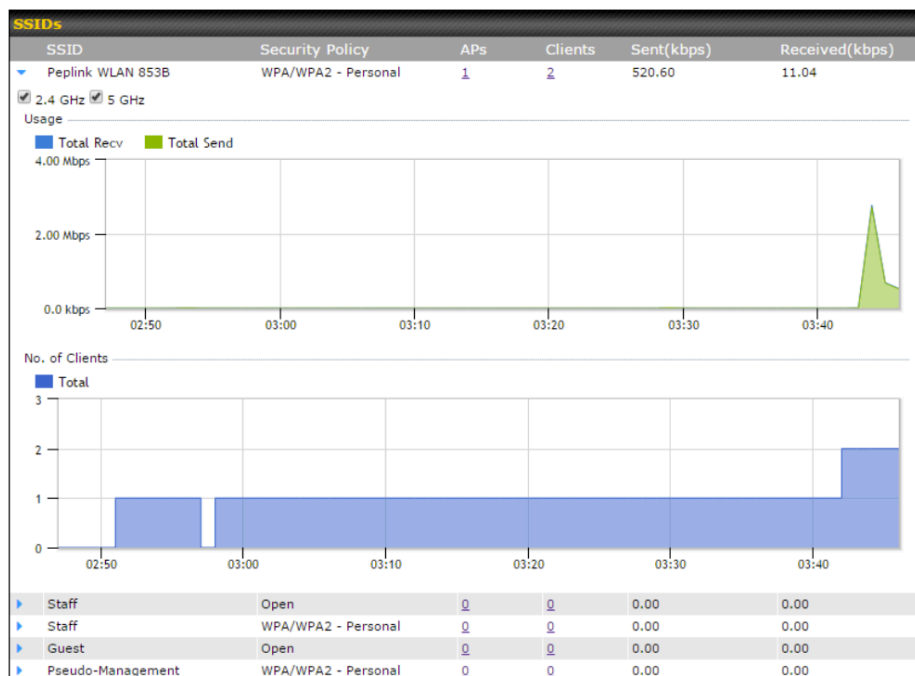 SSIDs
SSID Security Policy APs Clients Sent(kbps) Received(kbps)
Peplink WLAN 853B WPA/WPA2 - Personal 1 2 520.60 11.04
2.4 GHz 5 GHz
Usage
Total Recv Total Send
4.00 Mbps
2.00 Mbps
0.0 kbps
02:50 03:00 03:10 03:20 03:30 03:40
No. of Clients
Total
3
2
1
0
02:50 03:00 03:10 03:20 03:30 03:40
Staff Open 0 0 0.00 0.00
Staff WPA/WPA2 - Personal 0 0 0.00 0.00
Guest Open 0 0 0.00 0.00
Pseudo-Management WPA/WPA2 - Personal 0 0 0.00 0.00